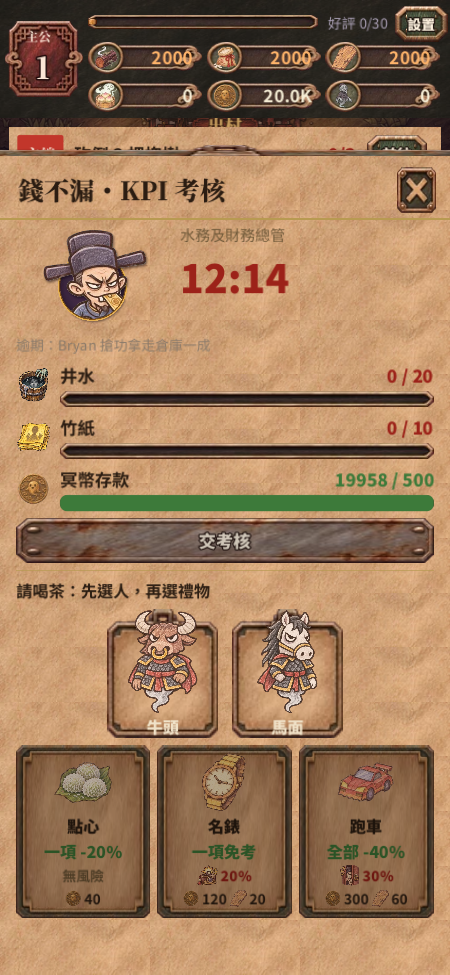 主公
1
好評 0/30
設置
2000
2000
2000
0
20.0K
0
錢不漏・KPI 考核
水務及財務總管
12:14
逾期：Bryan 搶功拿走倉庫一成
井水
0 / 20
竹紙
0 / 10
冥幣存款
19958 / 500
交考核
請喝茶：先選人，再選禮物
牛頭
馬面
點心
名錶
跑車
一項 -20%
一項免考
全部 -40%
無風險
20%
30%
40
120
20
300
60